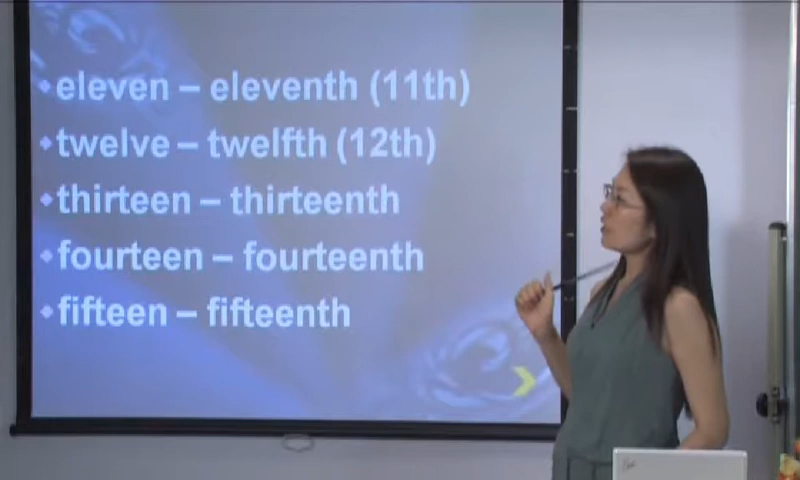 • eleven – eleventh (11th)
• twelve – twelfth (12th)
• thirteen – thirteenth
• fourteen – fourteenth
• fifteen – fifteenth